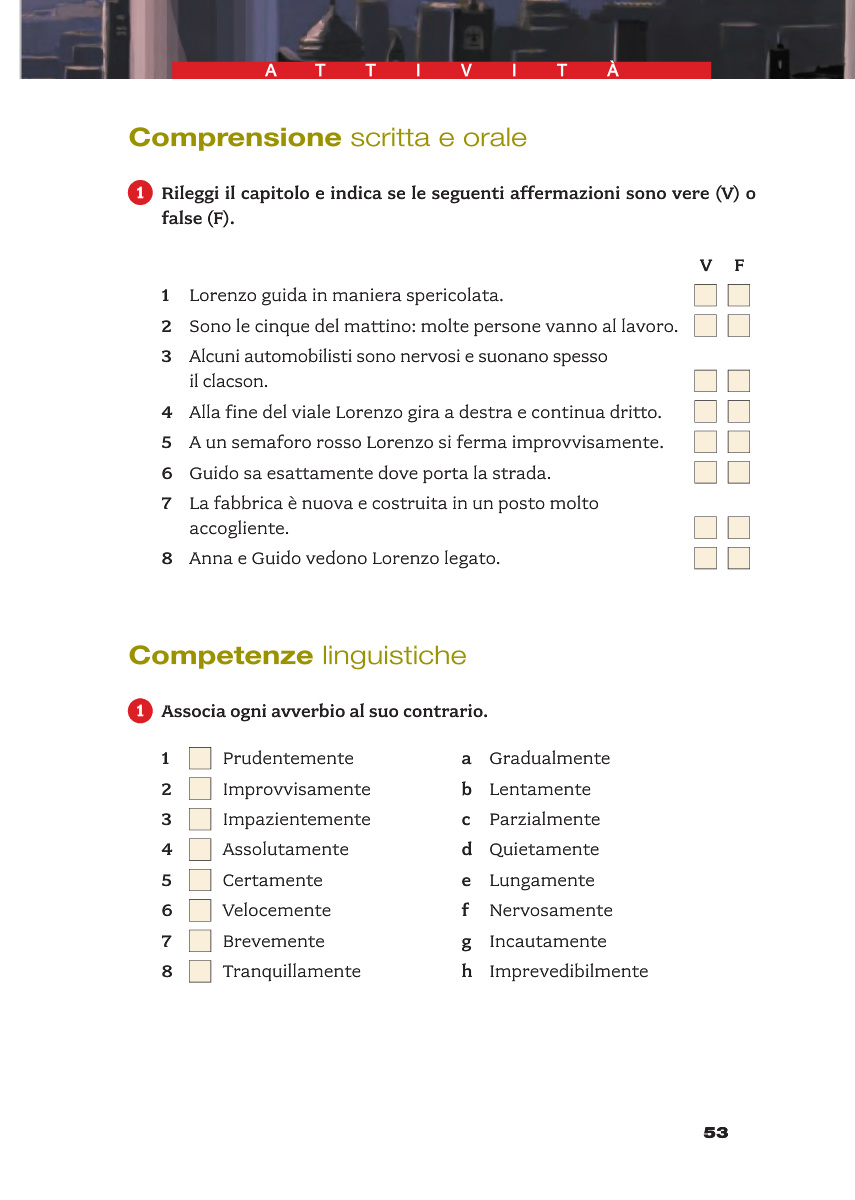 ATTIVITÀ
Comprensione scritta e orale
1 Rileggi il capitolo e indica se le seguenti affermazioni sono vere (V) o
false (F).
V F
1 Lorenzo guida in maniera spericolata.
2 Sono le cinque del mattino: molte persone vanno al lavoro.
3 Alcuni automobilisti sono nervosi e suonano spesso
il clacson.
4 Alla fine del viale Lorenzo gira a destra e continua dritto.
5 A un semaforo rosso Lorenzo si ferma improvvisamente.
6 Guido sa esattamente dove porta la strada.
7 La fabbrica è nuova e costruita in un posto molto
accogliente.
8 Anna e Guido vedono Lorenzo legato.
Competenze linguistiche
1 Associa ogni avverbio al suo contrario.
1 Prudentemente a Gradualmente
2 Improvvisamente b Lentamente
3 Impazientemente c Parzialmente
4 Assolutamente d Quietamente
5 Certamente e Lungamente
6 Velocemente f Nervosamente
7 Brevemente g Incautamente
8 Tranquillamente h Imprevedibilmente
53